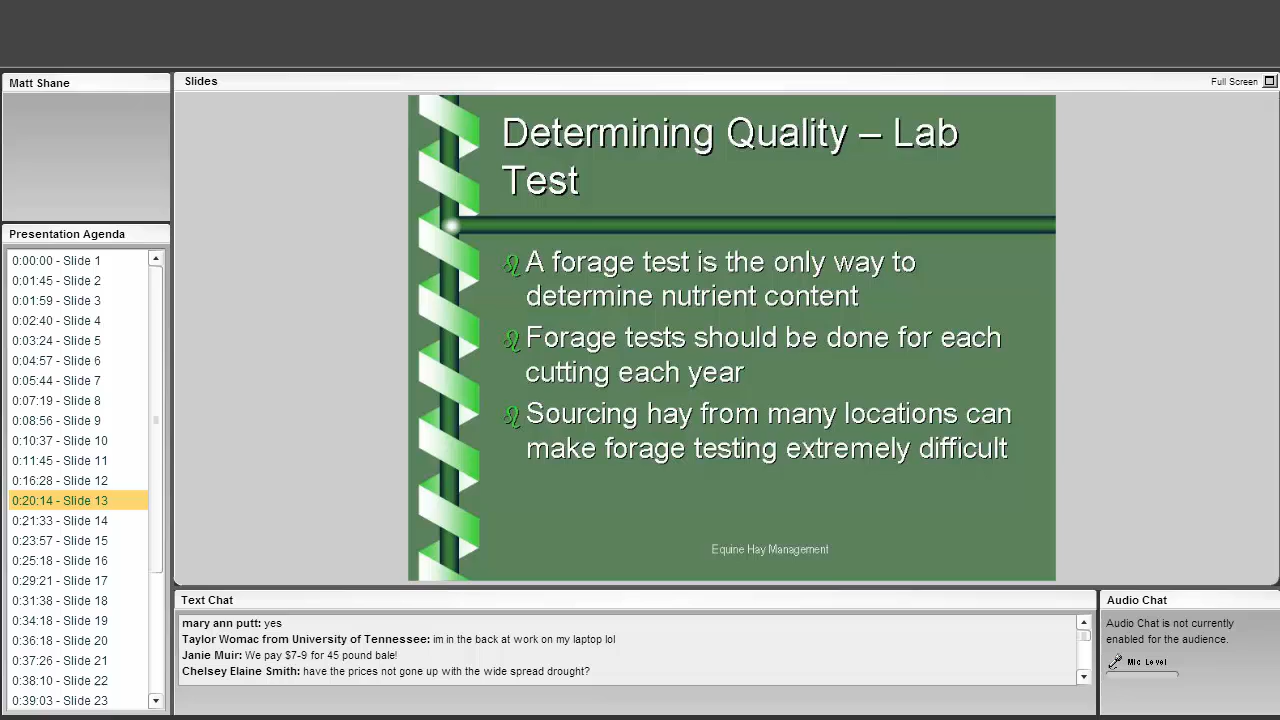 Matt Shane
Presentation Agenda
0:00:00 - Slide 1
0:01:45 - Slide 2
0:01:59 - Slide 3
0:02:40 - Slide 4
0:03:24 - Slide 5
0:04:57 - Slide 6
0:05:44 - Slide 7
0:07:19 - Slide 8
0:08:56 - Slide 9
0:10:37 - Slide 10
0:11:45 - Slide 11
0:16:28 - Slide 12
0:20:14 - Slide 13
0:21:33 - Slide 14
0:23:57 - Slide 15
0:25:18 - Slide 16
0:29:21 - Slide 17
0:31:38 - Slide 18
0:34:18 - Slide 19
0:36:18 - Slide 20
0:37:26 - Slide 21
0:38:10 - Slide 22
0:39:03 - Slide 23
Slides
Full Screen
Determining Quality – Lab
Test
A forage test is the only way to
determine nutrient content
Forage tests should be done for each
cutting each year
Sourcing hay from many locations can
make forage testing extremely difficult
Equine Hay Management
Text Chat
mary ann putt: yes
Taylor Womac from University of Tennessee: im in the back at work on my laptop lol
Janie Muir: We pay $7-9 for 45 pound bale!
Chelsey Elaine Smith: have the prices not gone up with the wide spread drought?
Audio Chat
Audio Chat is not currently
enabled for the audience.
Mic Level